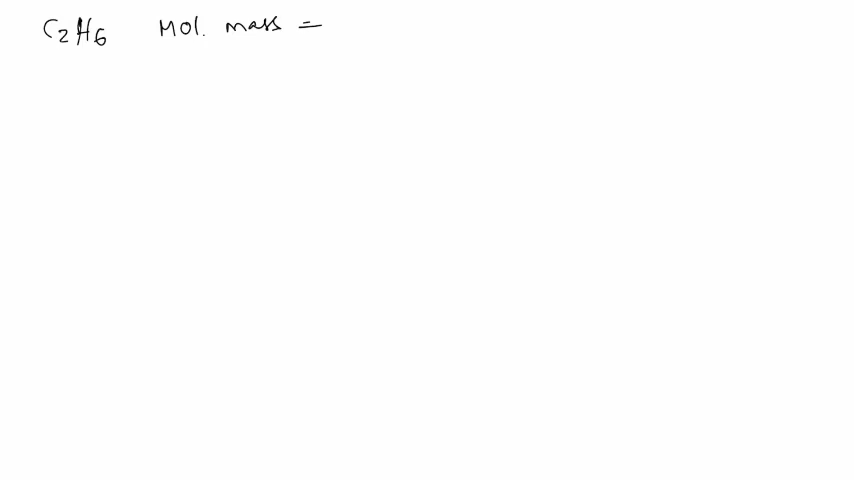 C₂H₆ Mol. mass =